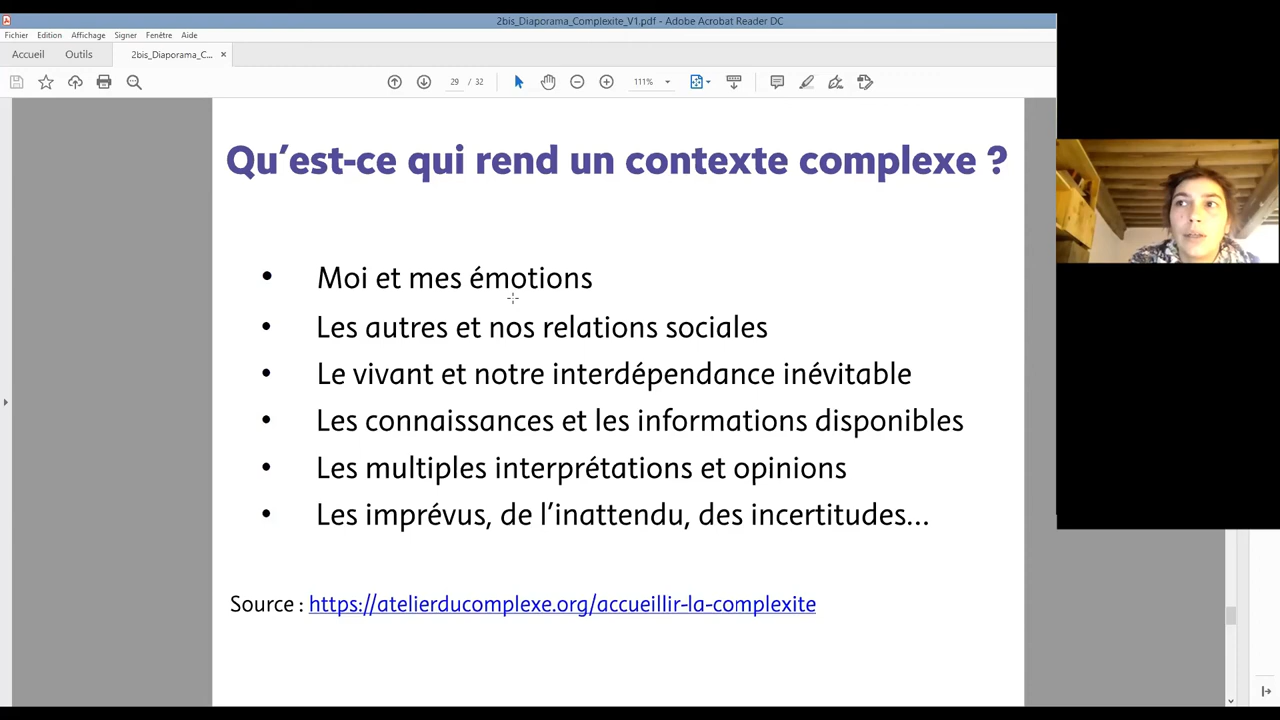 2bis_Diaporama_Complexite_V1.pdf - Adobe Acrobat Reader DC
Fichier Edition Affichage Signer Fenêtre Aide
Accueil Outils 2bis_Diaporama_C... ×
29 / 32 111%
Qu’est-ce qui rend un contexte complexe ?
• Moi et mes émotions
• Les autres et nos relations sociales
• Le vivant et notre interdépendance inévitable
• Les connaissances et les informations disponibles
• Les multiples interprétations et opinions
• Les imprévus, de l’inattendu, des incertitudes...
Source : https://atelierducomplexe.org/accueillir-la-complexite